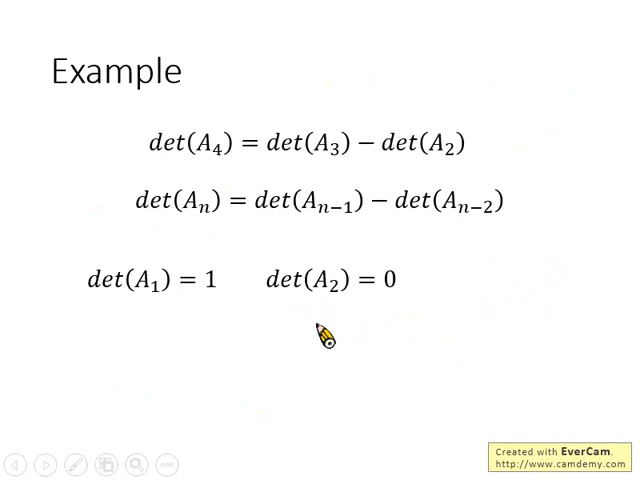 Example
det(A₄) = det(A₃) − det(A₂)
det(Aₙ) = det(Aₙ₋₁) − det(Aₙ₋₂)
det(A₁) = 1 det(A₂) = 0
Created with EverCam.
http://www.camdemy.com